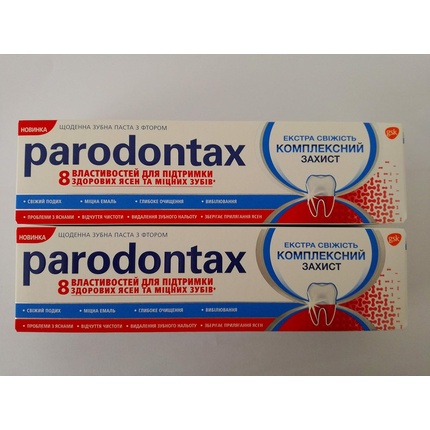 НОВИНКА
ЩОДЕННА ЗУБНА ПАСТА З ФТОРОМ
parodontax
8 ВЛАСТИВОСТЕЙ ДЛЯ ПІДТРИМКИ
ЗДОРОВИХ ЯСЕН ТА МІЦНИХ ЗУБІВ*
ЕКСТРА СВІЖІСТЬ
КОМПЛЕКСНИЙ
ЗАХИСТ
gsk
• СВІЖИЙ ПОДИХ • МІЦНА ЕМАЛЬ • ГЛИБОКЕ ОЧИЩЕННЯ • ВИБІЛЮВАННЯ
• ПРОБЛЕМИ З ЯСНАМИ • ВІДЧУТТЯ ЧИСТОТИ • ВИДАЛЕННЯ ЗУБНОГО НАЛЬОТУ • ЗБЕРІГАЄ ПРИЛЯГАННЯ ЯСЕН
НОВИНКА
ЩОДЕННА ЗУБНА ПАСТА З ФТОРОМ
parodontax
8 ВЛАСТИВОСТЕЙ ДЛЯ ПІДТРИМКИ
ЗДОРОВИХ ЯСЕН ТА МІЦНИХ ЗУБІВ*
ЕКСТРА СВІЖІСТЬ
КОМПЛЕКСНИЙ
ЗАХИСТ
gsk
• СВІЖИЙ ПОДИХ • МІЦНА ЕМАЛЬ • ГЛИБОКЕ ОЧИЩЕННЯ • ВИБІЛЮВАННЯ
• ПРОБЛЕМИ З ЯСНАМИ • ВІДЧУТТЯ ЧИСТОТИ • ВИДАЛЕННЯ ЗУБНОГО НАЛЬОТУ • ЗБЕРІГАЄ ПРИЛЯГАННЯ ЯСЕН